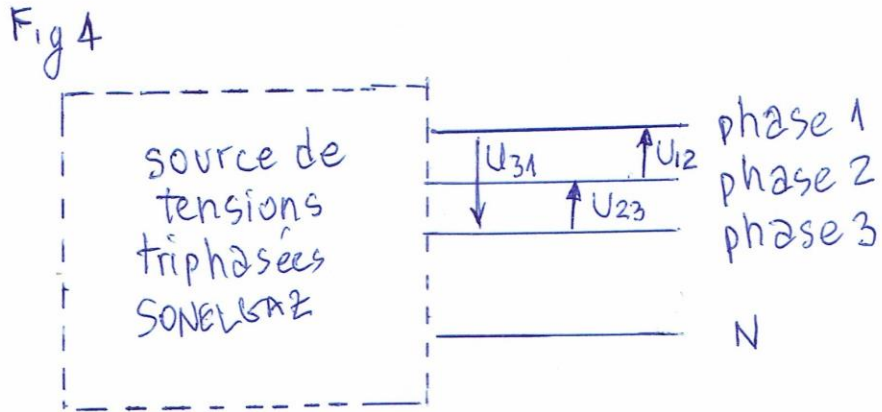 Fig 4
source de
tensions
triphasées
SONELGAZ
U31
U12
U23
phase 1
phase 2
phase 3
N